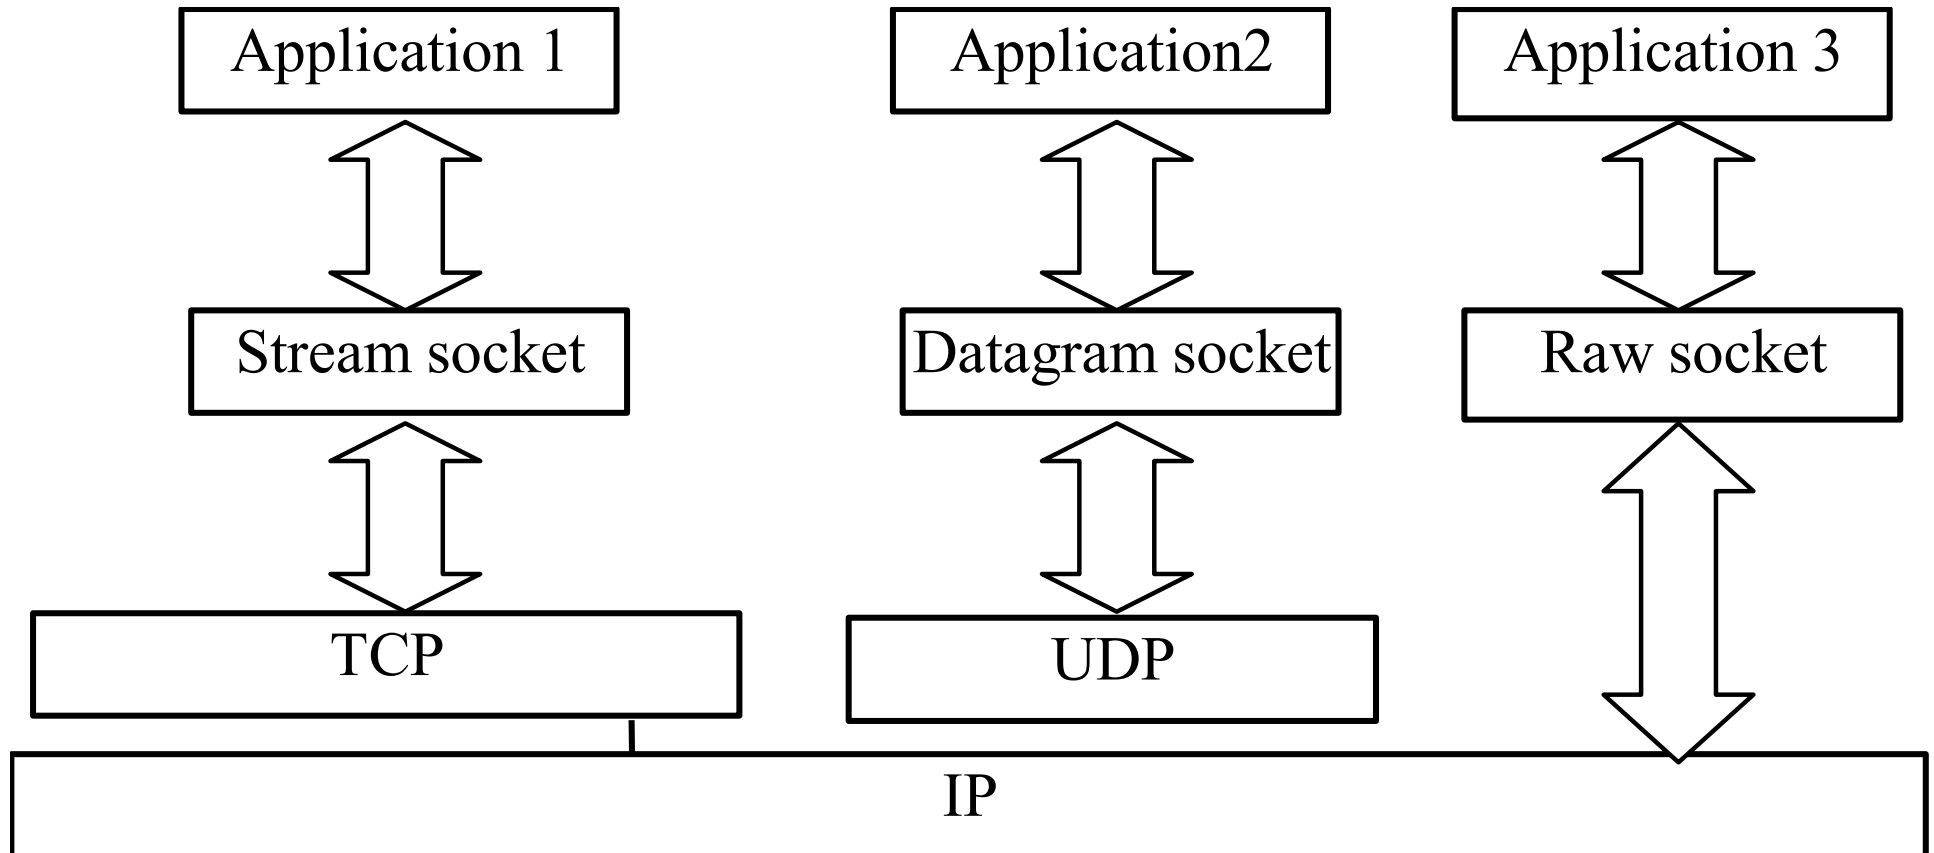 Application 1
Application2
Application 3
Stream socket
Datagram socket
Raw socket
TCP
UDP
IP